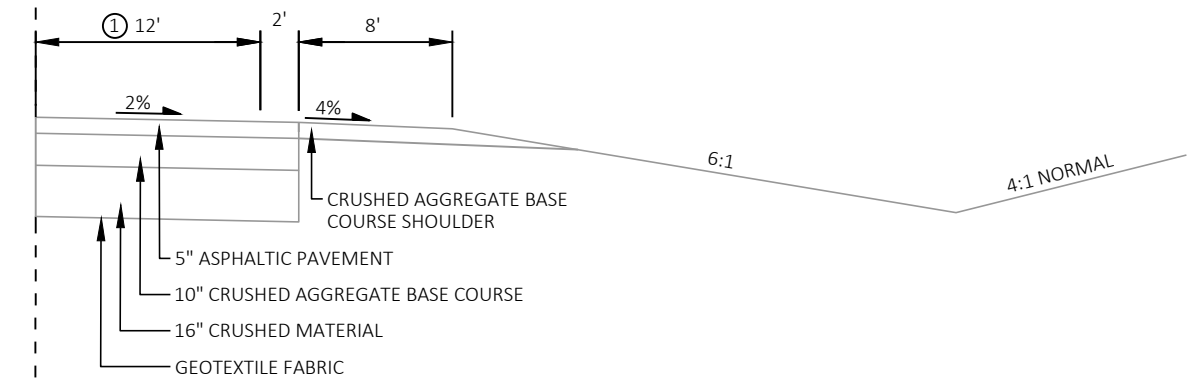 ① 12'
2'
8'
2%
4%
6:1
4:1 NORMAL
CRUSHED AGGREGATE BASE
COURSE SHOULDER
5" ASPHALTIC PAVEMENT
10" CRUSHED AGGREGATE BASE COURSE
16" CRUSHED MATERIAL
GEOTEXTILE FABRIC